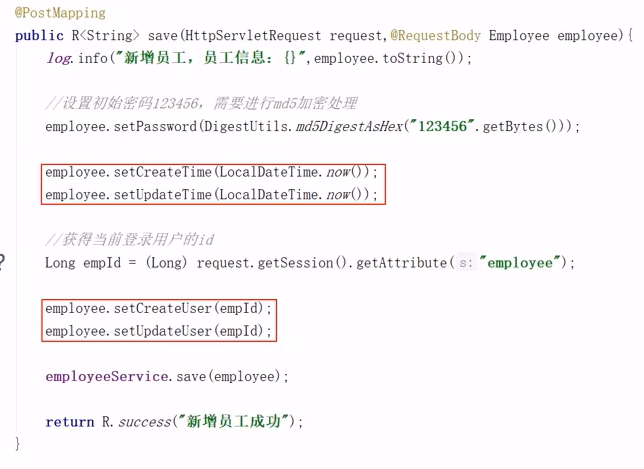 @PostMapping
public R<String> save(HttpServletRequest request,@RequestBody Employee employee){
log.info("新增员工，员工信息：{}",employee.toString());
//设置初始密码123456，需要进行md5加密处理
employee.setPassword(DigestUtils.md5DigestAsHex("123456".getBytes()));
employee.setCreateTime(LocalDateTime.now());
employee.setUpdateTime(LocalDateTime.now());
//获得当前登录用户的id
Long empId = (Long) request.getSession().getAttribute( s: "employee");
employee.setCreateUser(empId);
employee.setUpdateUser(empId);
employeeService.save(employee);
return R.success("新增员工成功");
}